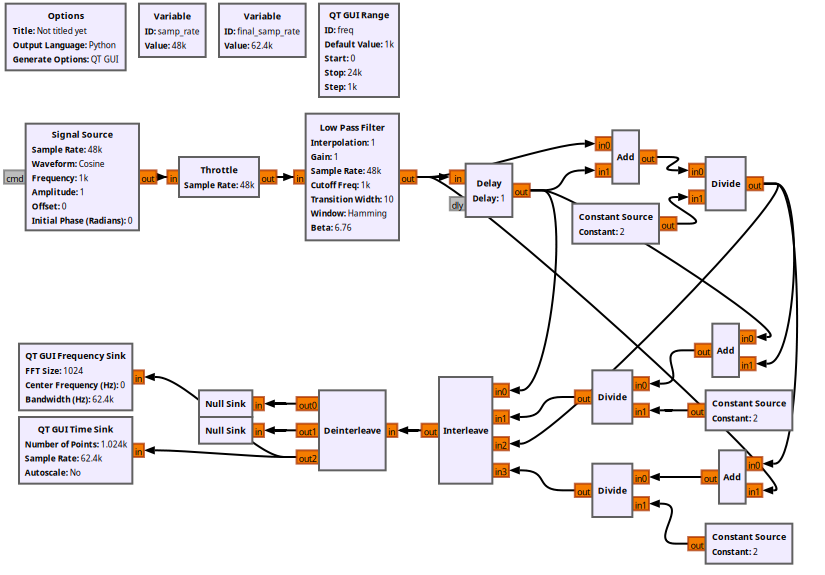 Options
Title: Not titled yet
Output Language: Python
Generate Options: QT GUI
Variable
ID: samp_rate
Value: 48k
Variable
ID: final_samp_rate
Value: 62.4k
QT GUI Range
ID: freq
Default Value: 1k
Start: 0
Stop: 24k
Step: 1k
Signal Source
Sample Rate: 48k
Waveform: Cosine
Frequency: 1k
Amplitude: 1
Offset: 0
Initial Phase (Radians): 0
cmd
out
in
Throttle
Sample Rate: 48k
out
in
Low Pass Filter
Interpolation: 1
Gain: 1
Sample Rate: 48k
Cutoff Freq: 1k
Transition Width: 10
Window: Hamming
Beta: 6.76
out
in
dly
Delay
Delay: 1
out
in0
in1
Add
out
Constant Source
Constant: 2
out
in0
in1
Divide
out
QT GUI Frequency Sink
FFT Size: 1024
Center Frequency (Hz): 0
Bandwidth (Hz): 62.4k
in
QT GUI Time Sink
Number of Points: 1.024k
Sample Rate: 62.4k
Autoscale: No
in
Null Sink
in
Null Sink
in
out0
out1
out2
Deinterleave
in
out
Interleave
in0
in1
in2
in3
out
Divide
in0
in1
out
Add
in0
in1
out
Constant Source
Constant: 2
out
Divide
in0
in1
out
Add
in0
in1
out
Constant Source
Constant: 2